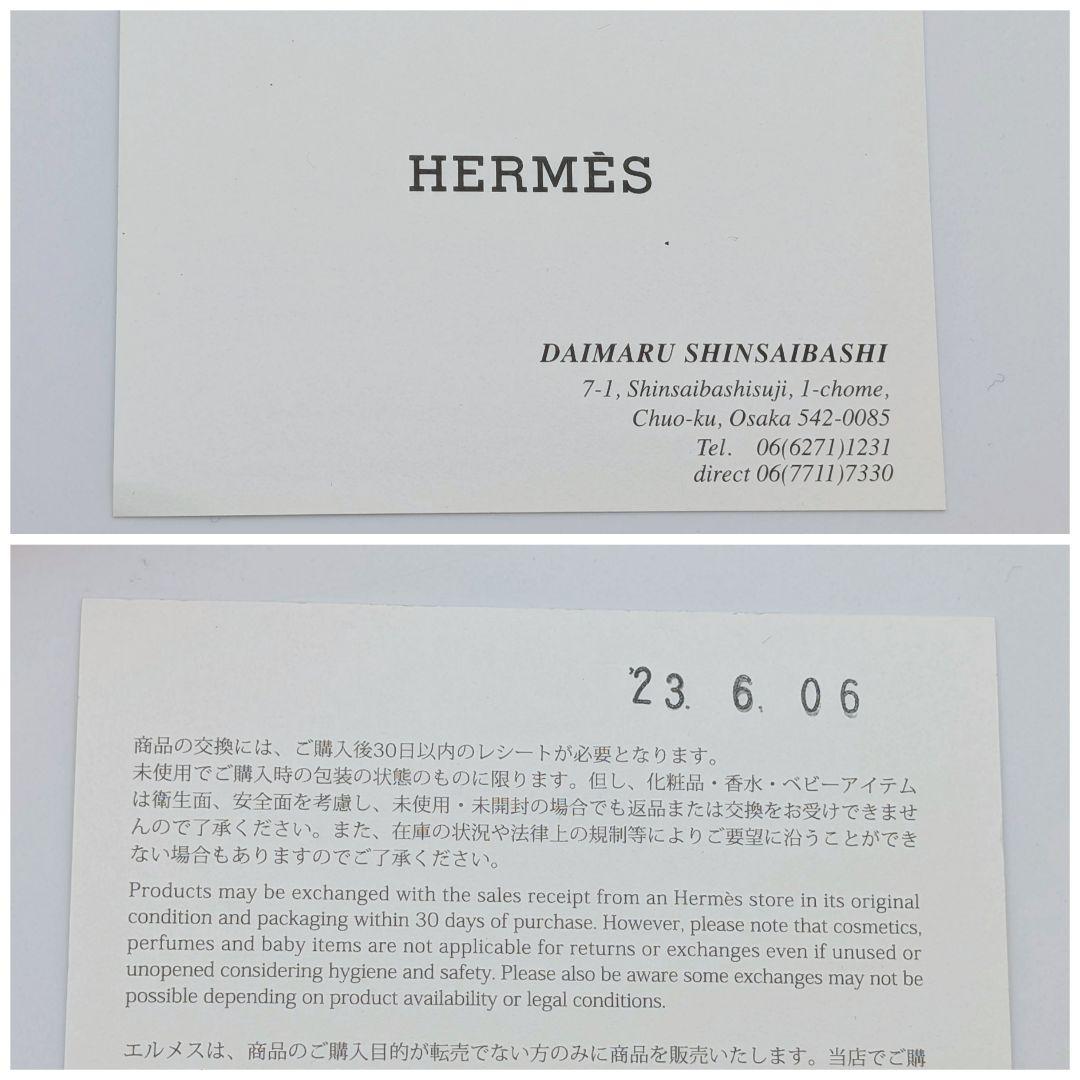 HERMÈS
DAIMARU SHINSAIBASHI
7-1, Shinsaibashisuji, 1-chome,
Chuo-ku, Osaka 542-0085
Tel. 06(6271)1231
direct 06(7711)7330
'23. 6. 06
商品の交換には、ご購入後30日以内のレシートが必要となります。
未使用でご購入時の包装の状態のものに限ります。但し、化粧品・香水・ベビーアイテム
は衛生面、安全面を考慮し、未使用・未開封の場合でも返品または交換をお受けできませ
んので了承ください。また、在庫の状況や法律上の規制等によりご要望に沿うことができ
ない場合もありますのでご了承ください。
Products may be exchanged with the sales receipt from an Hermès store in its original
condition and packaging within 30 days of purchase. However, please note that cosmetics,
perfumes and baby items are not applicable for returns or exchanges even if unused or
unopened considering hygiene and safety. Please also be aware some exchanges may not be
possible depending on product availability or legal conditions.
エルメスは、商品のご購入目的が転売でない方のみに商品を販売いたします。当店でご購